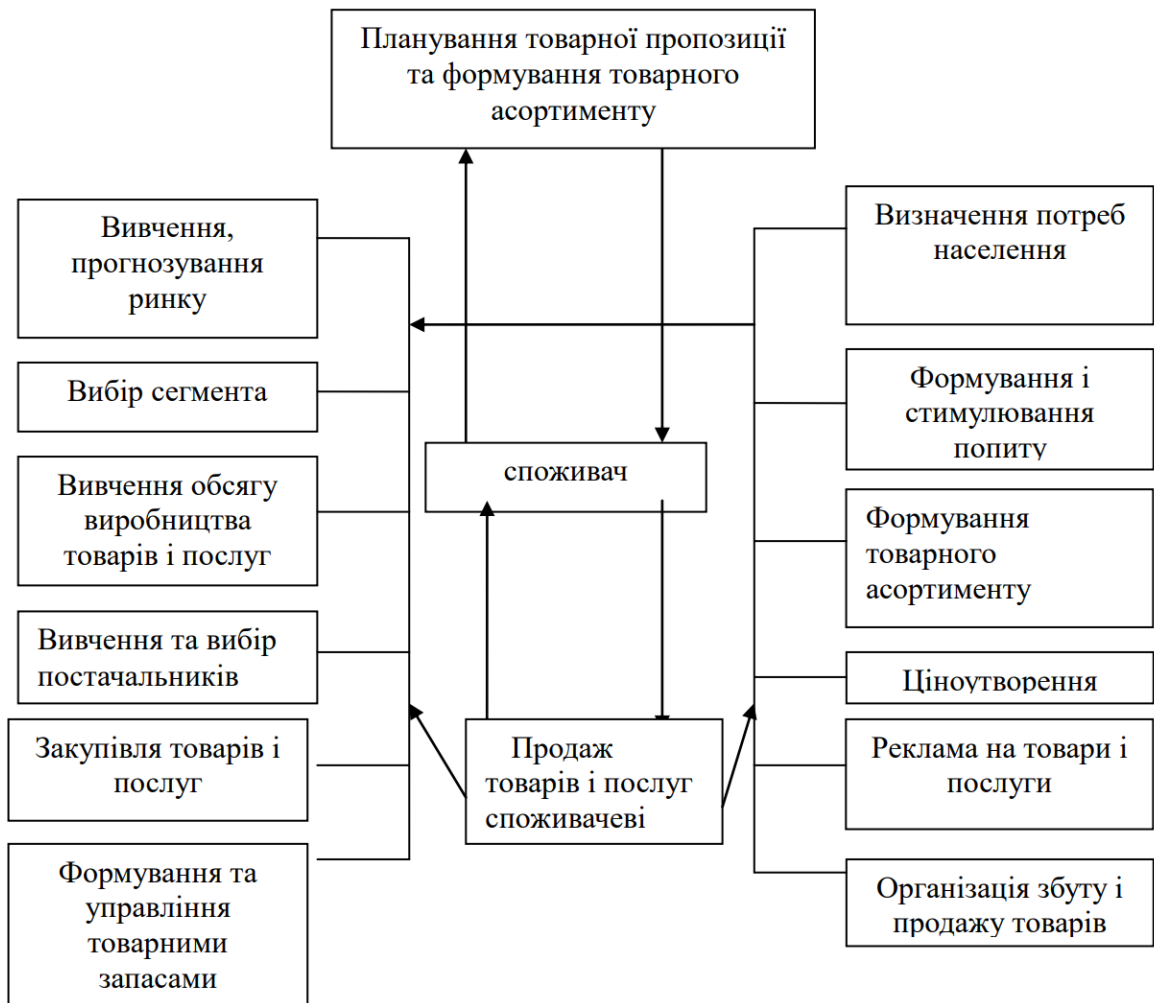 Планування товарної пропозиції
та формування товарного
асортименту
Вивчення,
прогнозування
ринку
Вибір сегмента
Вивчення обсягу
виробництва
товарів і послуг
Вивчення та вибір
постачальників
Закупівля товарів і
послуг
Формування та
управління
товарними
запасами
споживач
Продаж
товарів і послуг
споживачеві
Визначення потреб
населення
Формування і
стимулювання
попиту
Формування
товарного
асортименту
Ціноутворення
Реклама на товари і
послуги
Організація збуту і
продажу товарів